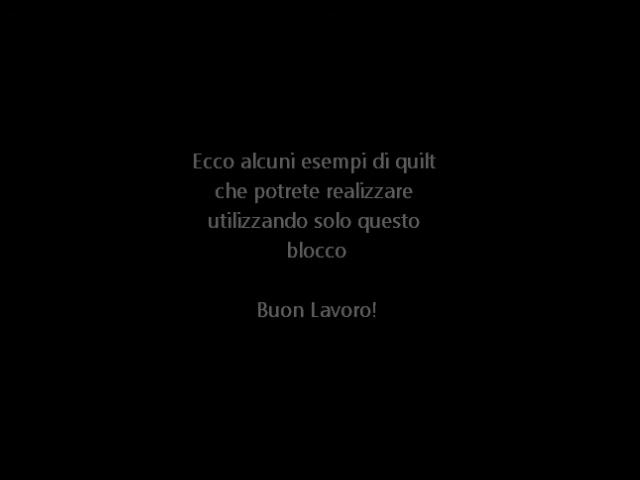 Ecco alcuni esempi di quilt
che potrete realizzare
utilizzando solo questo
blocco
Buon Lavoro!